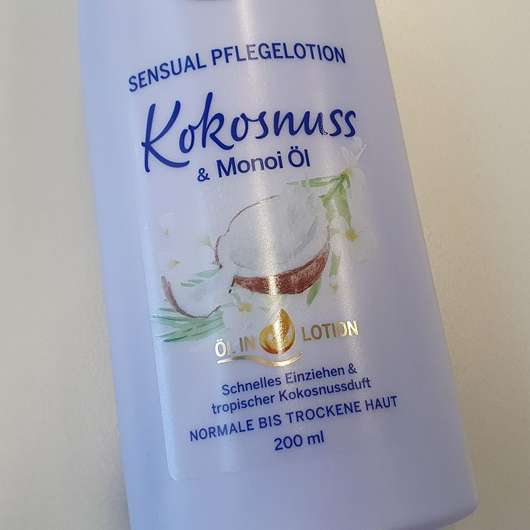 SENSUAL PFLEGELOTION
Kokosnuss
& Monoi Öl
ÖL IN LOTION
Schnelles Einziehen &
tropischer Kokosnussduft
NORMALE BIS TROCKENE HAUT
200 ml